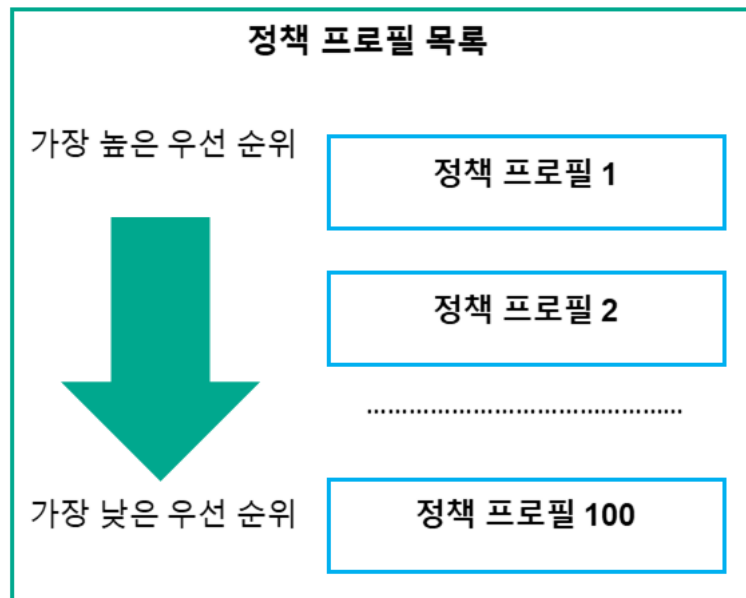 정책 프로필 목록
가장 높은 우선 순위
정책 프로필 1
정책 프로필 2
............................................
가장 낮은 우선 순위
정책 프로필 100